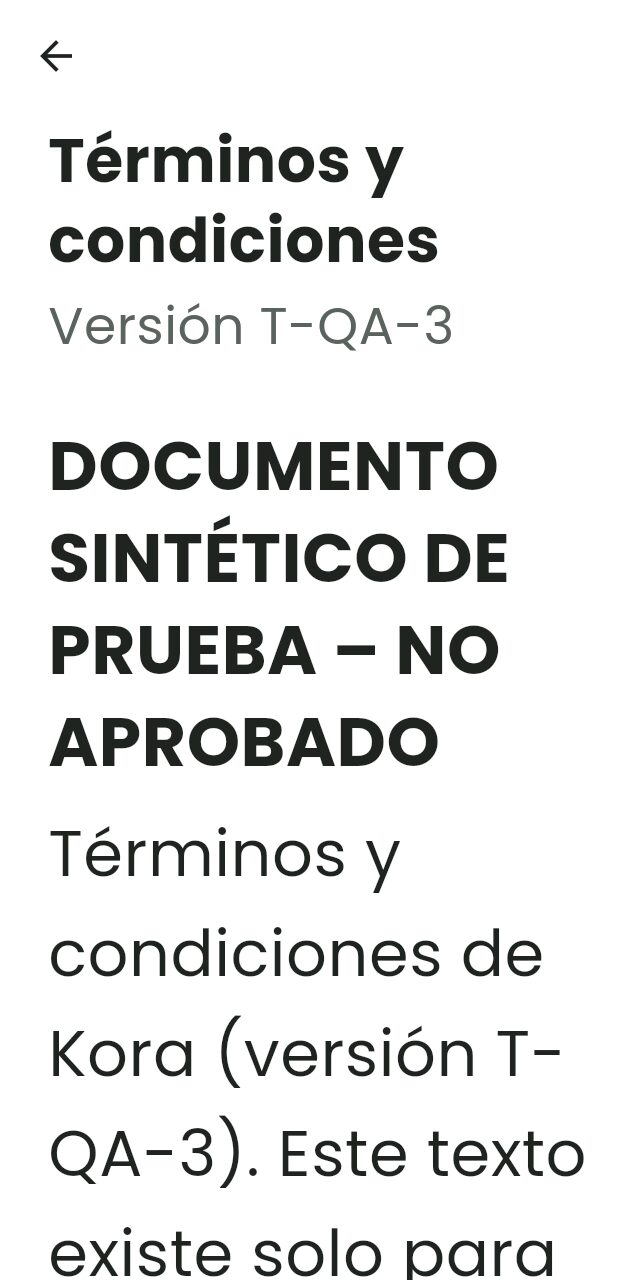 Términos y
condiciones
Versión T-QA-3
DOCUMENTO
SINTÉTICO DE
PRUEBA – NO
APROBADO
Términos y
condiciones de
Kora (versión T-
QA-3). Este texto
existe solo para